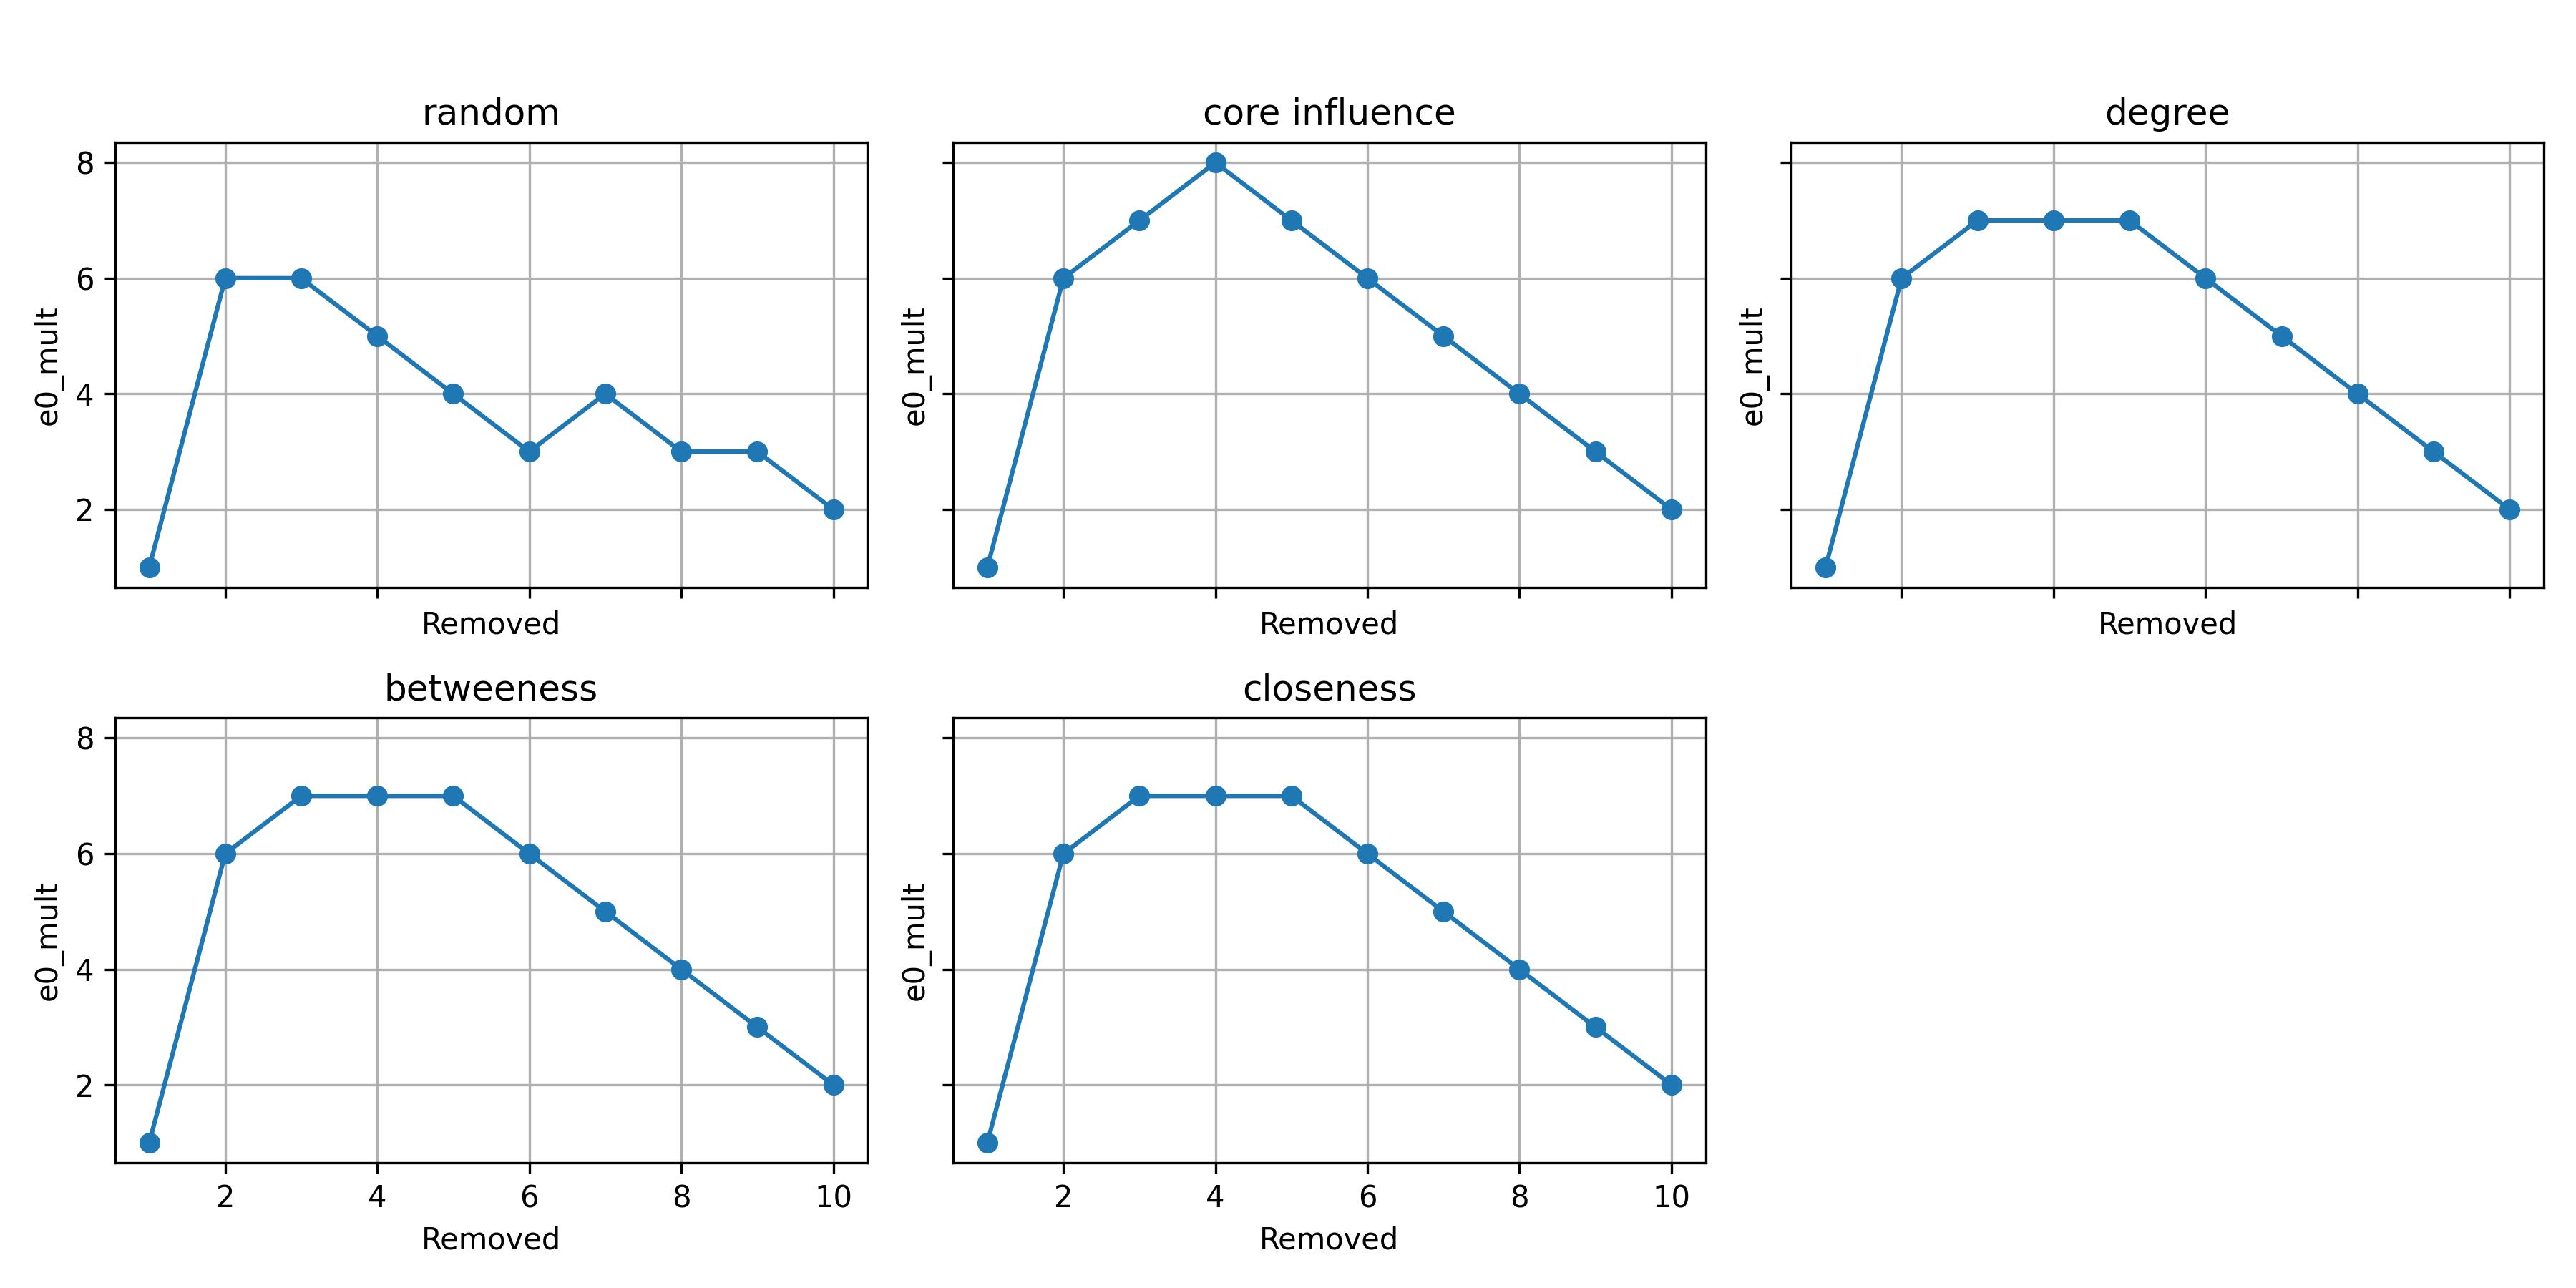 random
core influence
degree
8
6
4
2
e0_mult
e0_mult
e0_mult
Removed
Removed
Removed
betweeness
closeness
8
6
4
2
e0_mult
e0_mult
2 4 6 8 10
2 4 6 8 10
Removed
Removed